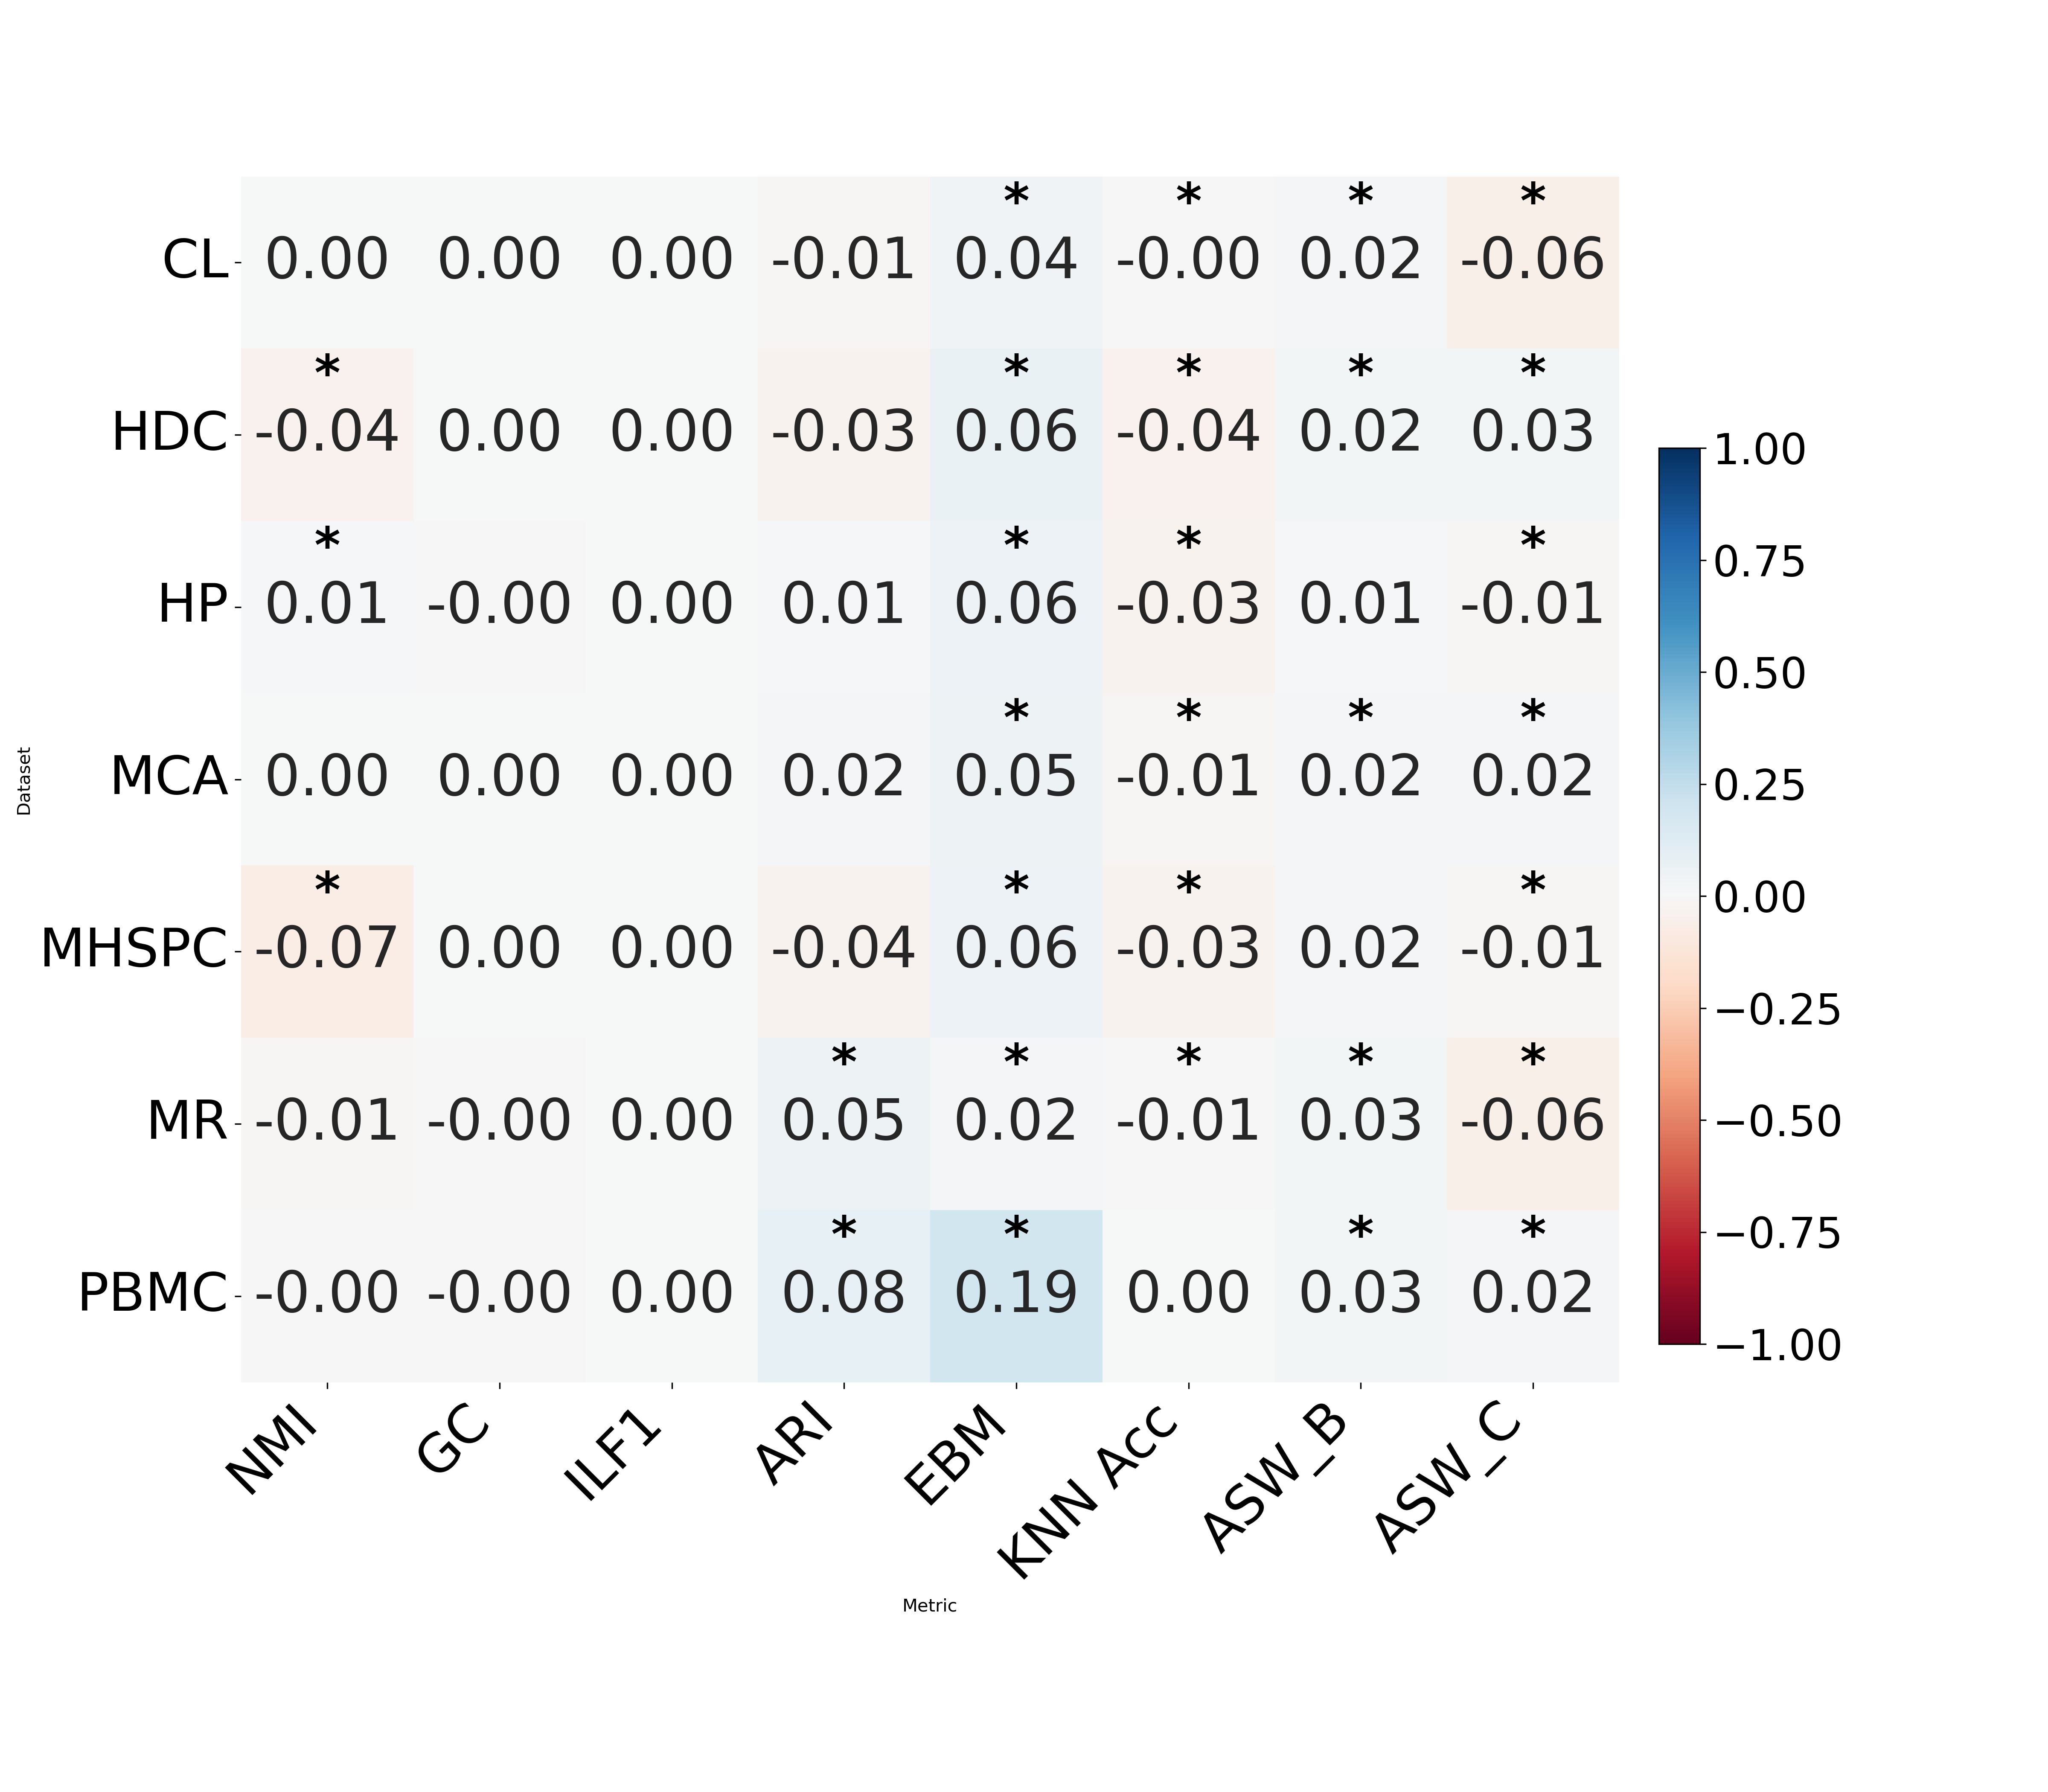 * * * *
CL 0.00 0.00 0.00 -0.01 0.04 -0.00 0.02 -0.06
* * * * *
HDC -0.04 0.00 0.00 -0.03 0.06 -0.04 0.02 0.03
* * * *
HP 0.01 -0.00 0.00 0.01 0.06 -0.03 0.01 -0.01
* * * *
MCA 0.00 0.00 0.00 0.02 0.05 -0.01 0.02 0.02
* * * *
MHSPC -0.07 0.00 0.00 -0.04 0.06 -0.03 0.02 -0.01
* * * * *
MR -0.01 -0.00 0.00 0.05 0.02 -0.01 0.03 -0.06
* * * *
PBMC -0.00 -0.00 0.00 0.08 0.19 0.00 0.03 0.02
NMI GC ILF1 ARI EBM KNN Acc ASW_B ASW_C
Metric
Dataset
1.00
0.75
0.50
0.25
0.00
−0.25
−0.50
−0.75
−1.00